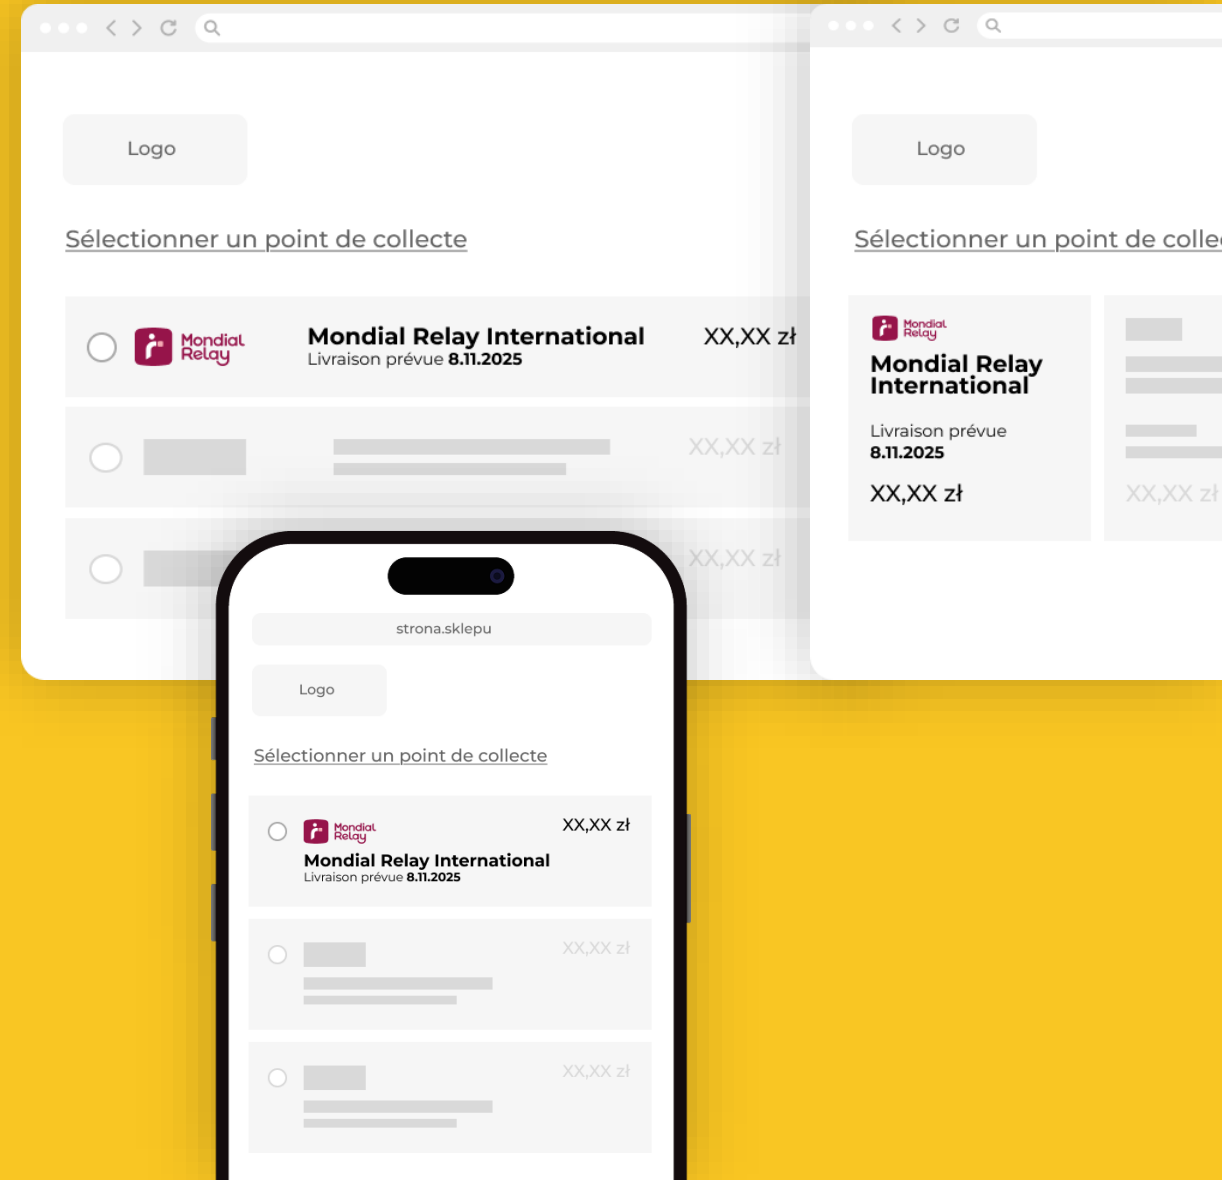 Logo
Sélectionner un point de collecte
Mondial
Relay
Mondial Relay International
Livraison prévue 8.11.2025
XX,XX zł
XX,XX zł
XX,XX zł
Logo
Sélectionner un point de colle
Mondial
Relay
Mondial Relay
International
Livraison prévue
8.11.2025
XX,XX zł
XX,XX zł
strona.sklepu
Logo
Sélectionner un point de collecte
Mondial
Relay
XX,XX zł
Mondial Relay International
Livraison prévue 8.11.2025
XX,XX zł
XX,XX zł